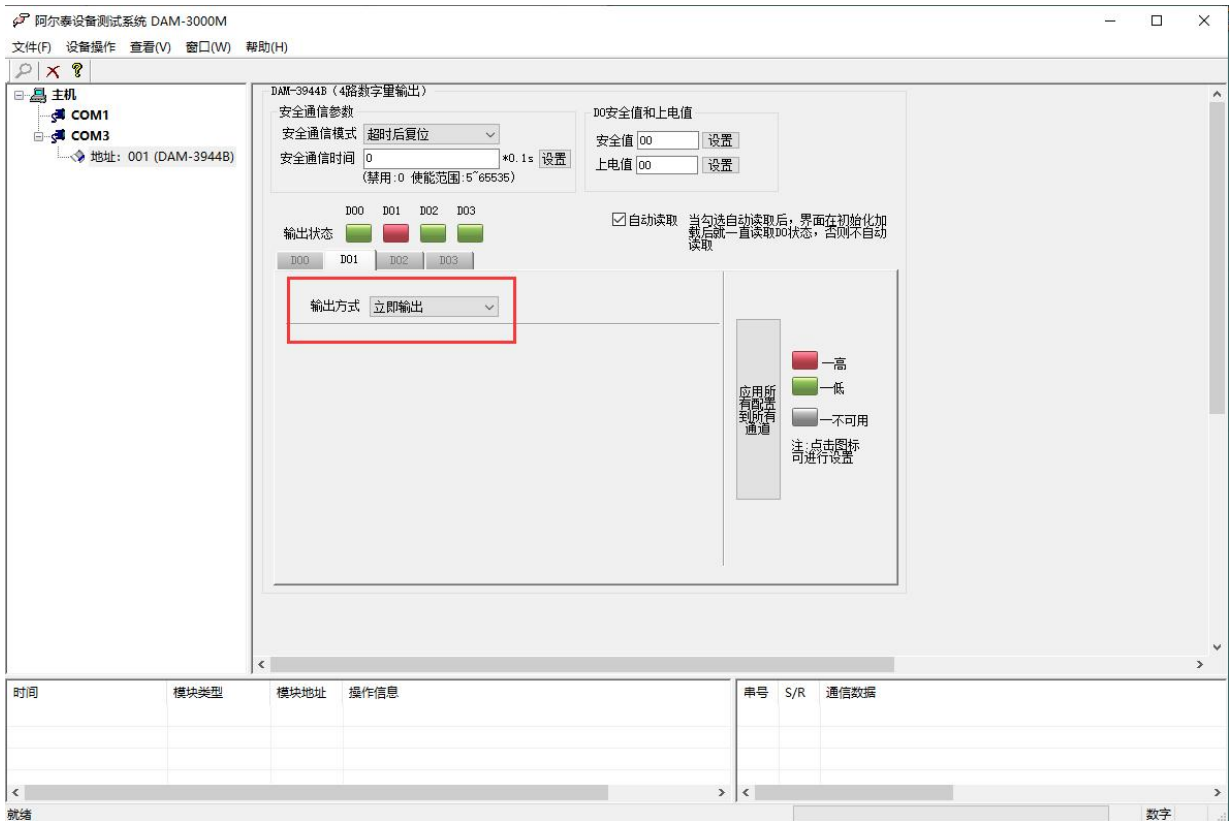 阿尔泰设备测试系统 DAM-3000M
文件(F) 设备操作 查看(V) 窗口(W) 帮助(H)
主机
COM1
COM3
地址：001 (DAM-3944B)
DAM-3944B（4路数字量输出）
安全通信参数
安全通信模式 超时后复位
安全通信时间 0 *0.1s 设置
(禁用:0 使能范围:5~65535)
DO安全值和上电值
安全值 00 设置
上电值 00 设置
DO0 DO1 DO2 DO3
输出状态
自动读取 当勾选自动读取后，界面在初始化加
载后就一直读取DO状态，否则不自动
读取
DO0 DO1 DO2 DO3
输出方式 立即输出
应用所
有配置
到所有
通道
—高
—低
—不可用
注:点击图标
可进行设置
时间 模块类型 模块地址 操作信息
串号 S/R 通信数据
就绪 数字